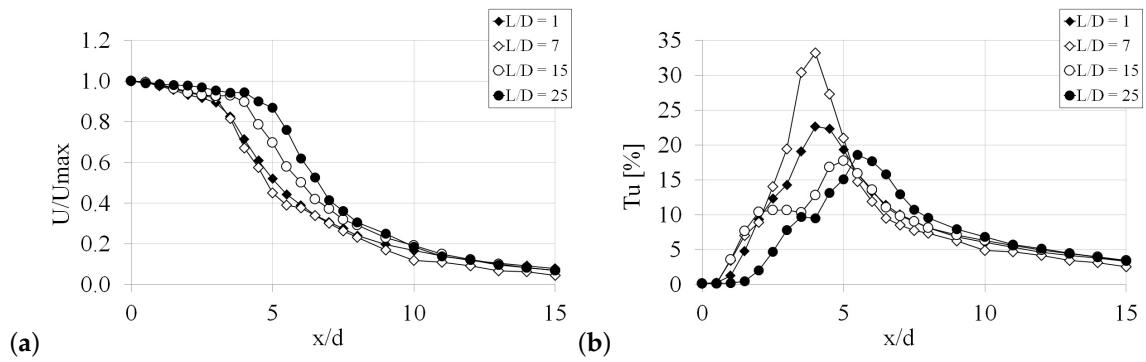 L/D = 1
L/D = 7
L/D = 15
L/D = 25
1.2
1.0
0.8
0.6
0.4
0.2
0.0
U/Umax
0
5
10
15
x/d
(a)
L/D = 1
L/D = 7
L/D = 15
L/D = 25
35
30
25
20
15
10
5
0
Tu [%]
0
5
10
15
x/d
(b)